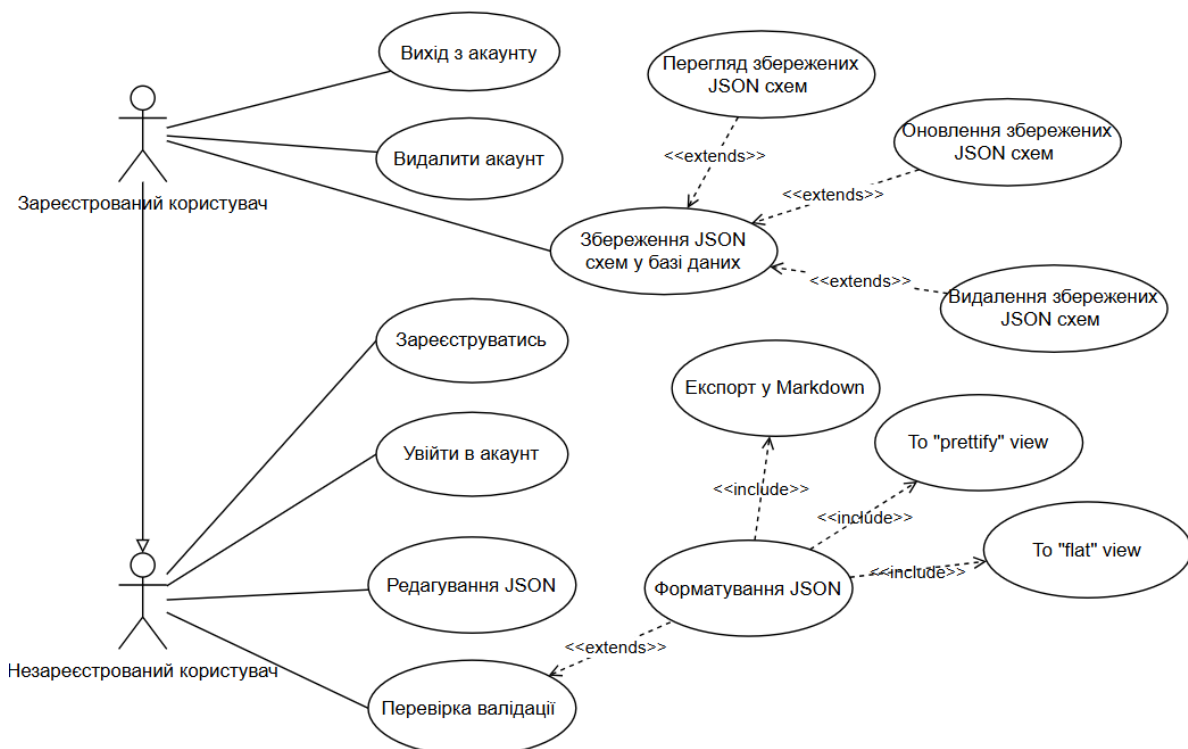 Вихід з акаунту
Перегляд збережених
JSON схем
Оновлення збережених
JSON схем
Видалити акаунт
<<extends>>
<<extends>>
Зареєстрований користувач
Збереження JSON
схем у базі даних
<<extends>>
Видалення збережених
JSON схем
Зареєструватись
Експорт у Markdown
То "prettify" view
Увійти в акаунт
<<include>>
<<include>>
То "flat" view
<<include>>
Редагування JSON
Форматування JSON
<<extends>>
Незареєстрований користувач
Перевірка валідації